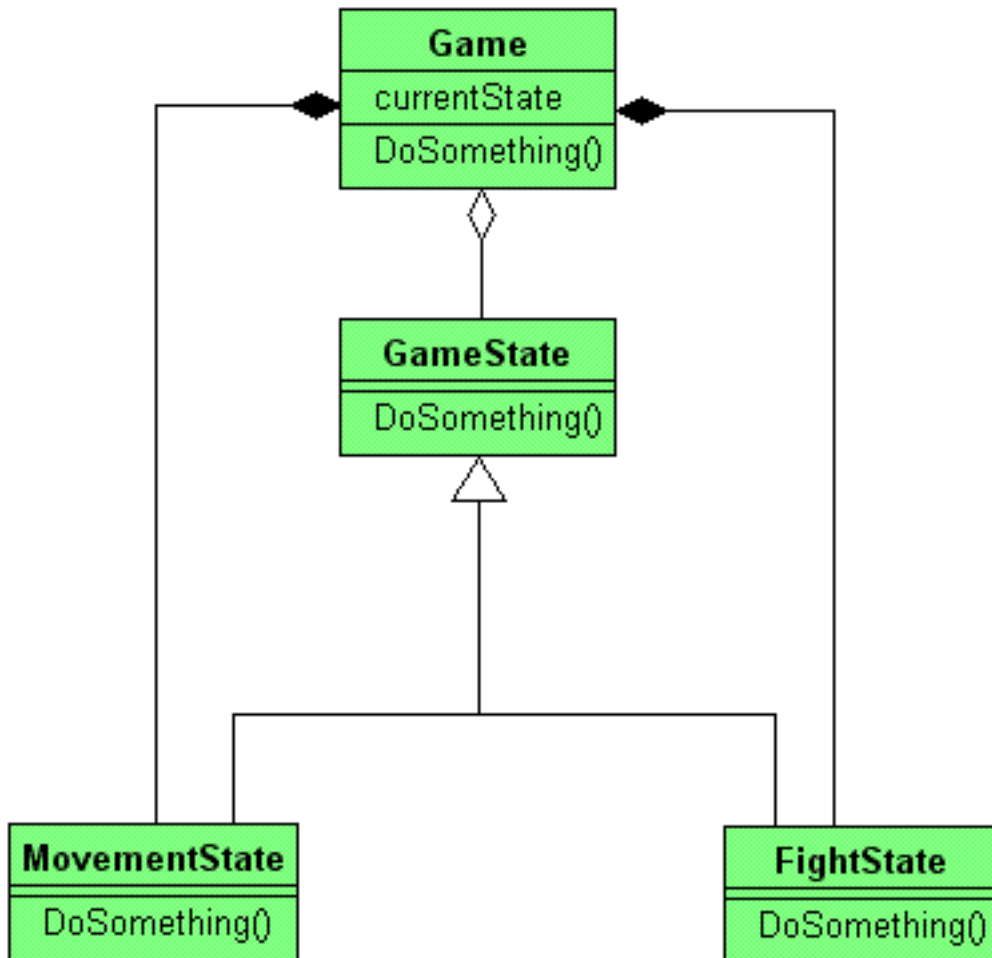 Game
currentState
DoSomething()
GameState
DoSomething()
MovementState
DoSomething()
FightState
DoSomething()